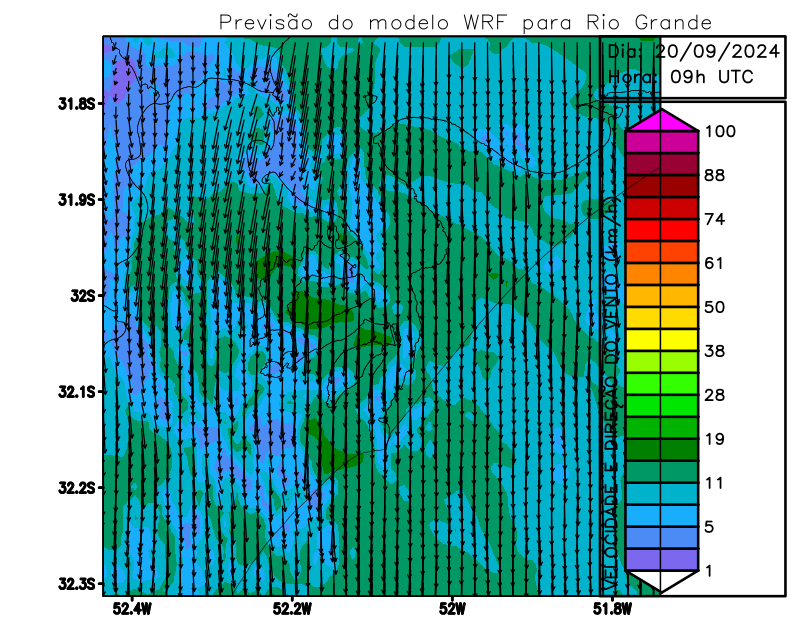 Previsão do modelo WRF para Rio Grande
Dia: 20/09/2024
Hora: 09h UTC
31.8S
31.9S
32S
32.1S
32.2S
32.3S
52.4W
52.2W
52W
51.8W
VELOCIDADE E DIREÇÃO DO VENTO (km/h)
100
88
74
61
50
38
28
19
11
5
1